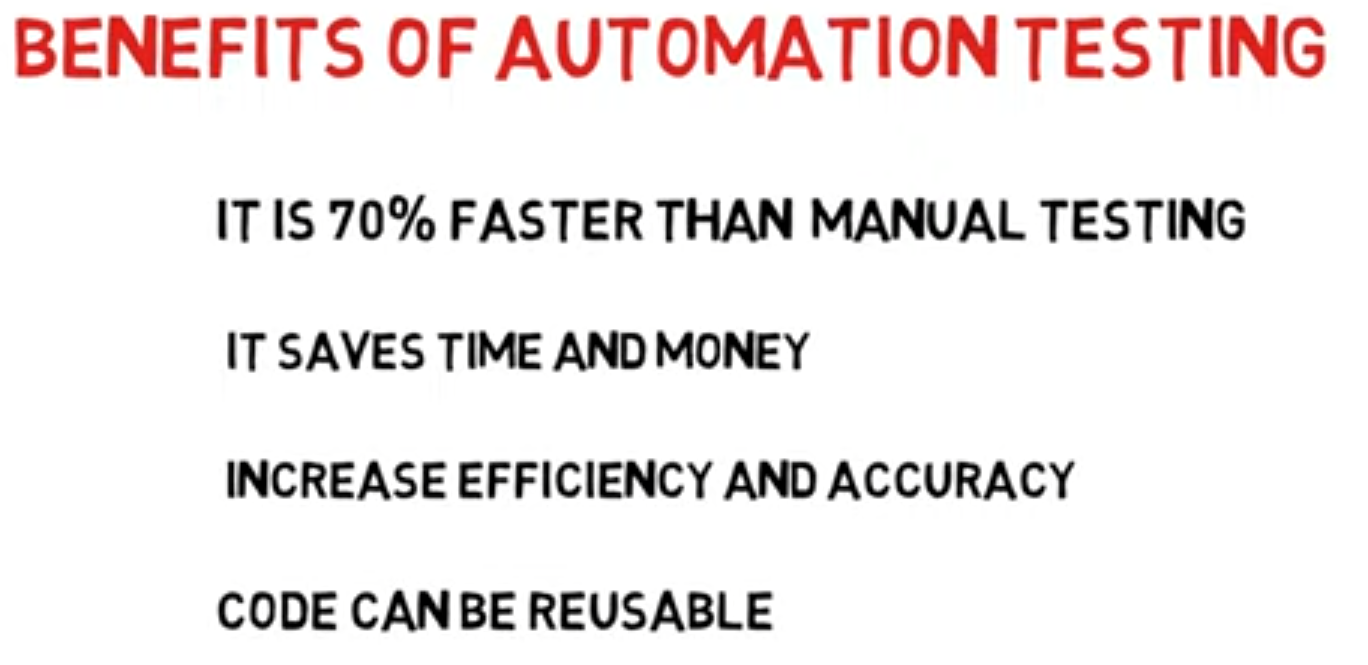 BENEFITS OF AUTOMATION TESTING
IT IS 70% FASTER THAN MANUAL TESTING
IT SAVES TIME AND MONEY
INCREASE EFFICIENCY AND ACCURACY
CODE CAN BE REUSABLE